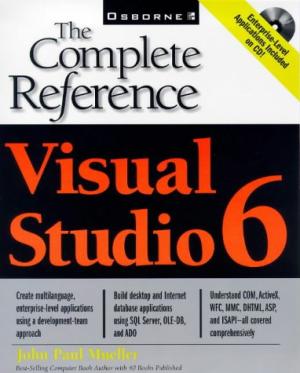 OSBORNE
Enterprise-Level
Applications Included
on CD!
The
Complete
Reference
Visual
Studio 6
Create multilanguage,
enterprise-level applications
using a development-team
approach
Build desktop and Internet
database applications
using SQL Server, OLE-DB,
and ADO
Understand COM, ActiveX,
WFC, MMC, DHTML, ASP,
and ISAPI—all covered
comprehensively
John Paul Mueller
Best-Selling Computer Book Author with 40 Books Published